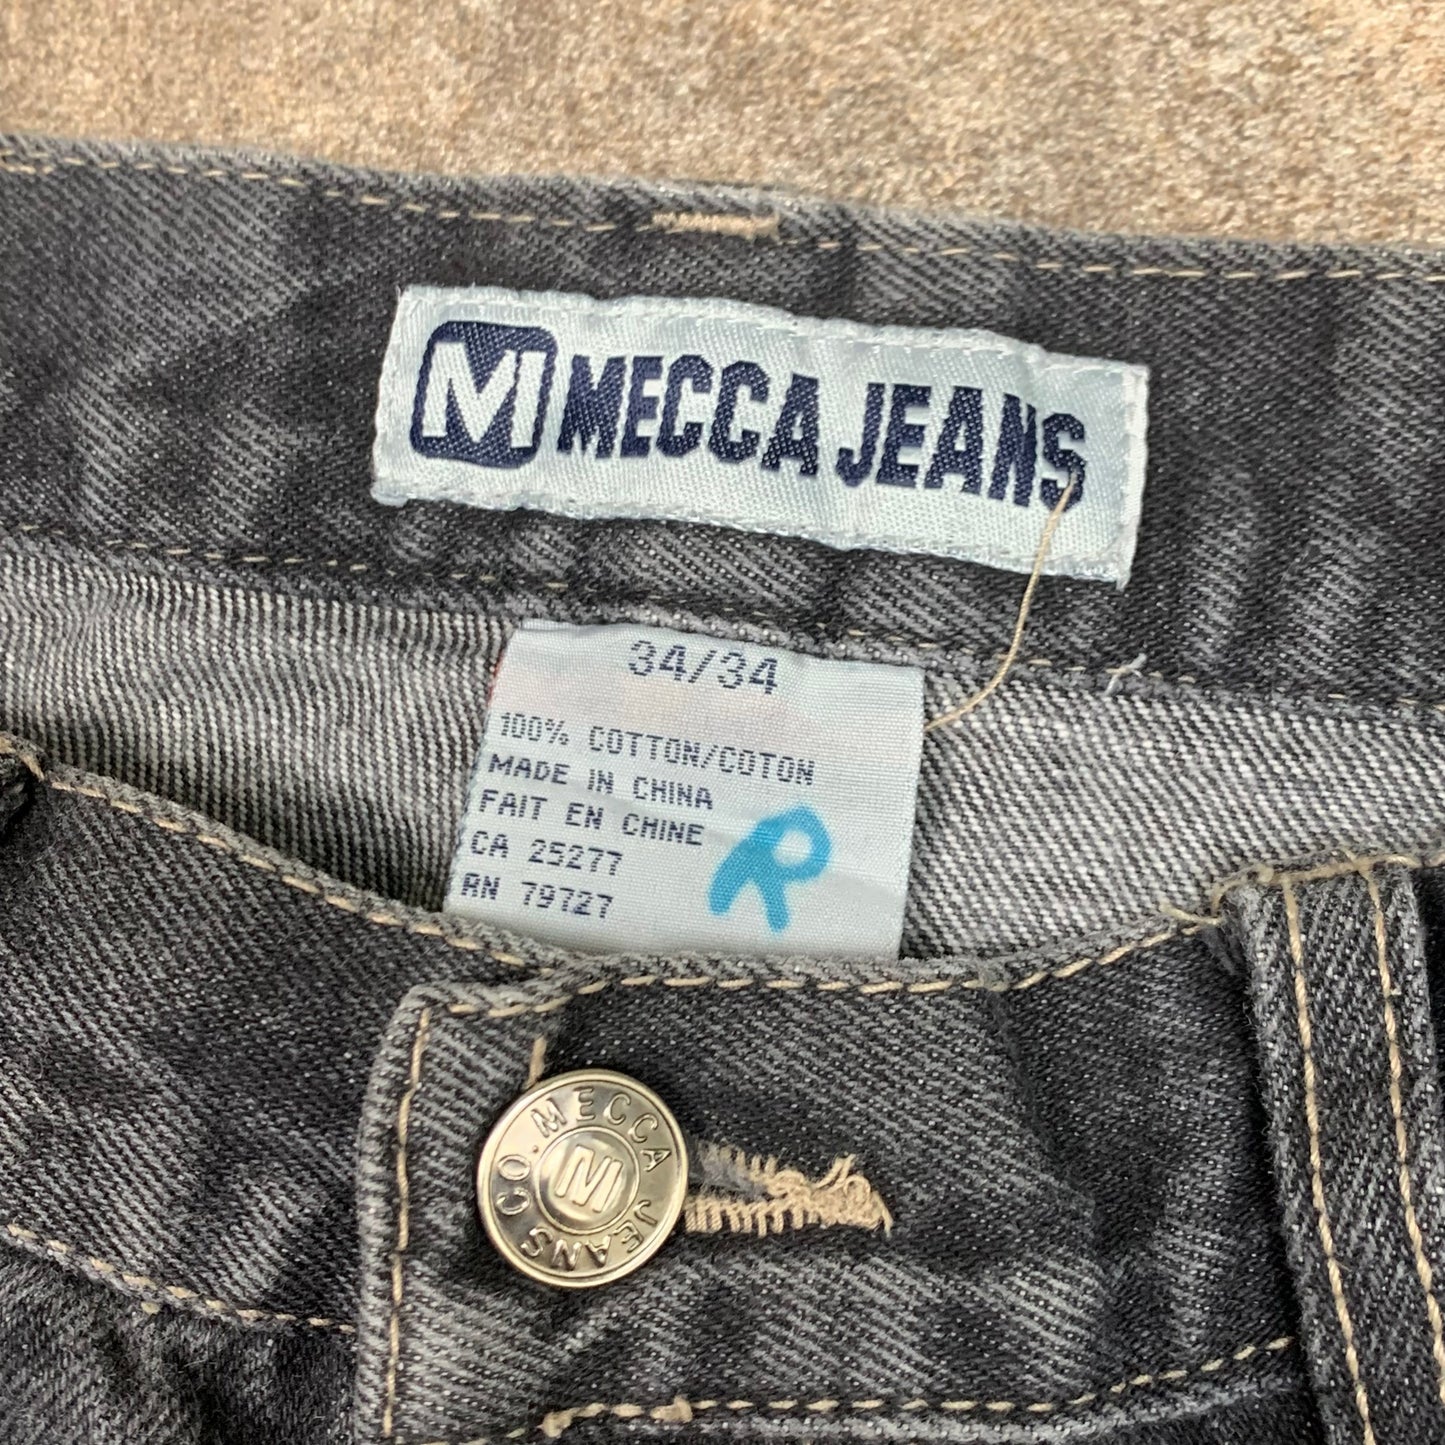 M MECCA JEANS
34/34
100% COTTON/COTON
MADE IN CHINA
FAIT EN CHINE
CA 25277
RN 79727
R
MECCA JEANS CO.
M